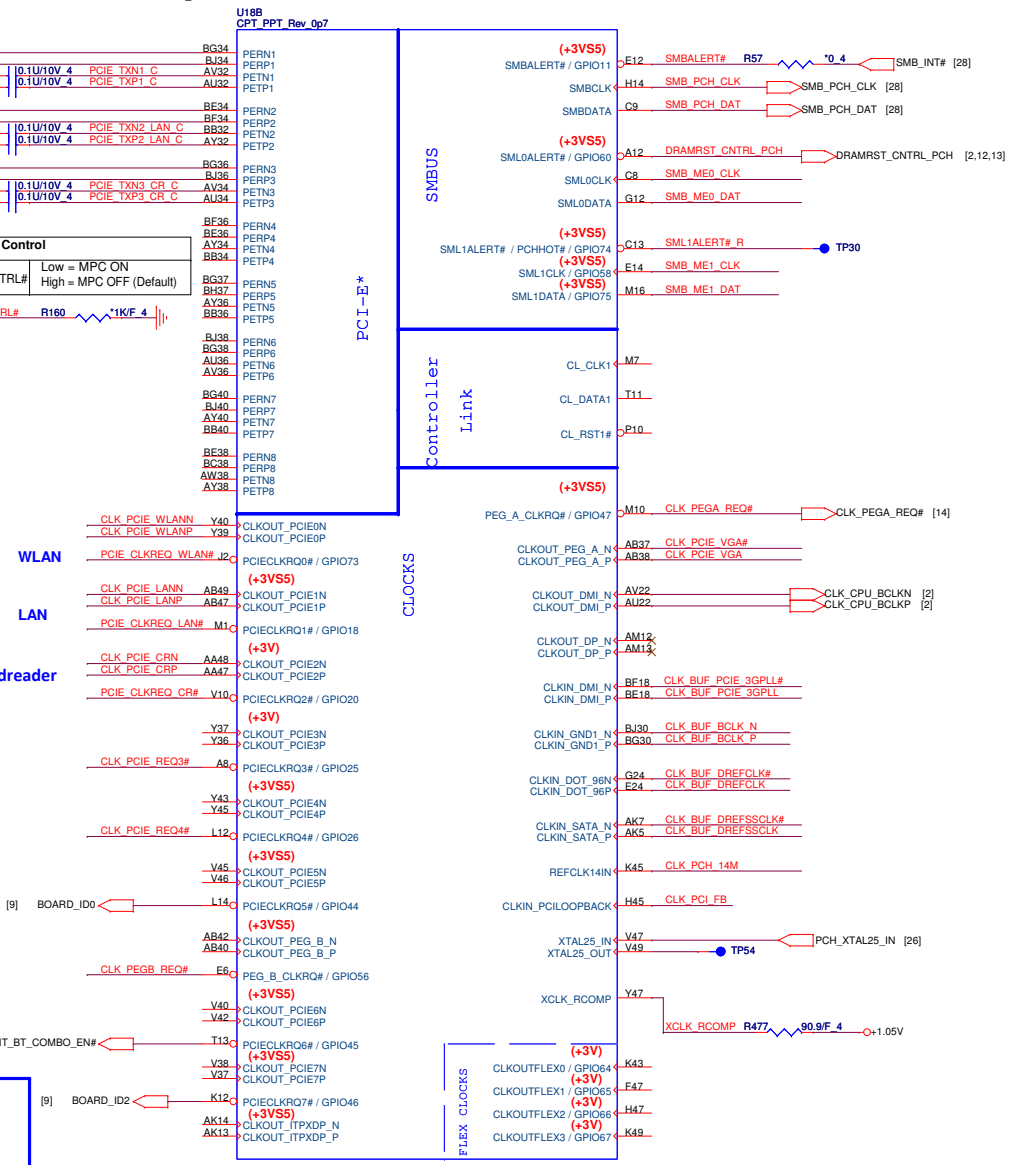 U18B
CPT_PPT_Rev_0p7
BG34 PERN1
BJ34 PERP1
0.1U/10V_4 PCIE_TXN1_C AV32 PETN1
0.1U/10V_4 PCIE_TXP1_C AU32 PETP1
BE34 PERN2
BF34 PERP2
0.1U/10V_4 PCIE_TXN2_LAN_C BB32 PETN2
0.1U/10V_4 PCIE_TXP2_LAN_C AY32 PETP2
BG36 PERN3
BJ36 PERP3
0.1U/10V_4 PCIE_TXN3_CR_C AV34 PETN3
0.1U/10V_4 PCIE_TXP3_CR_C AU34 PETP3
BF36 PERN4
BE36 PERP4
AY34 PETN4
BB34 PETP4
Control
TRL# Low = MPC ON
High = MPC OFF (Default)
RL# R160 *1K/F_4
BG37 PERN5
BH37 PERP5
AY36 PETN5
BB36 PETP5
BJ38 PERN6
BG38 PERP6
AU36 PETN6
AV36 PETP6
BG40 PERN7
BJ40 PERP7
AY40 PETN7
BB40 PETP7
BE38 PERN8
BC38 PERP8
AW38 PETN8
AY38 PETP8
PCI-E*
CLK_PCIE_WLANN Y40 CLKOUT_PCIE0N
CLK_PCIE_WLANP Y39 CLKOUT_PCIE0P
WLAN
PCIE_CLKREQ_WLAN# J2 PCIECLKRQ0# / GPIO73
(+3VS5)
CLK_PCIE_LANN AB49 CLKOUT_PCIE1N
CLK_PCIE_LANP AB47 CLKOUT_PCIE1P
LAN
PCIE_CLKREQ_LAN# M1 PCIECLKRQ1# / GPIO18
(+3V)
CLK_PCIE_CRN AA48 CLKOUT_PCIE2N
CLK_PCIE_CRP AA47 CLKOUT_PCIE2P
dreader
PCIE_CLKREQ_CR# V10 PCIECLKRQ2# / GPIO20
(+3V)
Y37 CLKOUT_PCIE3N
Y36 CLKOUT_PCIE3P
CLK_PCIE_REQ3# A8 PCIECLKRQ3# / GPIO25
(+3VS5)
Y43 CLKOUT_PCIE4N
Y45 CLKOUT_PCIE4P
CLK_PCIE_REQ4# L12 PCIECLKRQ4# / GPIO26
(+3VS5)
V45 CLKOUT_PCIE5N
V46 CLKOUT_PCIE5P
[9] BOARD_ID0 L14 PCIECLKRQ5# / GPIO44
(+3VS5)
AB42 CLKOUT_PEG_B_N
AB40 CLKOUT_PEG_B_P
CLK_PEGB_REQ# E6 PEG_B_CLKRQ# / GPIO56
(+3VS5)
V40 CLKOUT_PCIE6N
V42 CLKOUT_PCIE6P
T_BT_COMBO_EN# T13 PCIECLKRQ6# / GPIO45
(+3VS5)
V38 CLKOUT_PCIE7N
V37 CLKOUT_PCIE7P
[9] BOARD_ID2 K12 PCIECLKRQ7# / GPIO46
(+3VS5)
AK14 CLKOUT_ITPXDP_N
AK13 CLKOUT_ITPXDP_P
SMBUS
(+3VS5)
SMBALERT# / GPIO11 E12 SMBALERT# R57 *0_4 SMB_INT# [28]
SMBCLK H14 SMB_PCH_CLK SMB_PCH_CLK [28]
SMBDATA C9 SMB_PCH_DAT SMB_PCH_DAT [28]
(+3VS5)
SML0ALERT# / GPIO60 A12 DRAMRST_CNTRL_PCH DRAMRST_CNTRL_PCH [2,12,13]
SML0CLK C8 SMB_ME0_CLK
SML0DATA G12 SMB_ME0_DAT
(+3VS5)
SML1ALERT# / PCHHOT# / GPIO74 C13 SML1ALERT#_R TP30
(+3VS5)
SML1CLK / GPIO58 E14 SMB_ME1_CLK
(+3VS5)
SML1DATA / GPIO75 M16 SMB_ME1_DAT
Controller
Link
CL_CLK1 M7
CL_DATA1 T11
CL_RST1# P10
CLOCKS
(+3VS5)
PEG_A_CLKRQ# / GPIO47 M10 CLK_PEGA_REQ# CLK_PEGA_REQ# [14]
CLKOUT_PEG_A_N AB37 CLK_PCIE_VGA#
CLKOUT_PEG_A_P AB38 CLK_PCIE_VGA
CLKOUT_DMI_N AV22 CLK_CPU_BCLKN [2]
CLKOUT_DMI_P AU22 CLK_CPU_BCLKP [2]
CLKOUT_DP_N AM12
CLKOUT_DP_P AM13
CLKIN_DMI_N BF18 CLK_BUF_PCIE_3GPLL#
CLKIN_DMI_P BE18 CLK_BUF_PCIE_3GPLL
CLKIN_GND1_N BJ30 CLK_BUF_BCLK_N
CLKIN_GND1_P BG30 CLK_BUF_BCLK_P
CLKIN_DOT_96N G24 CLK_BUF_DREFCLK#
CLKIN_DOT_96P E24 CLK_BUF_DREFCLK
CLKIN_SATA_N AK7 CLK_BUF_DREFSSCLK#
CLKIN_SATA_P AK5 CLK_BUF_DREFSSCLK
REFCLK14IN K45 CLK_PCH_14M
CLKIN_PCILOOPBACK H45 CLK_PCI_FB
XTAL25_IN V47 PCH_XTAL25_IN [26]
XTAL25_OUT V49 TP54
XCLK_RCOMP Y47 XCLK_RCOMP R477 90.9/F_4 +1.05V
FLEX CLOCKS
(+3V)
CLKOUTFLEX0 / GPIO64 K43
(+3V)
CLKOUTFLEX1 / GPIO65 F47
(+3V)
CLKOUTFLEX2 / GPIO66 H47
(+3V)
CLKOUTFLEX3 / GPIO67 K49